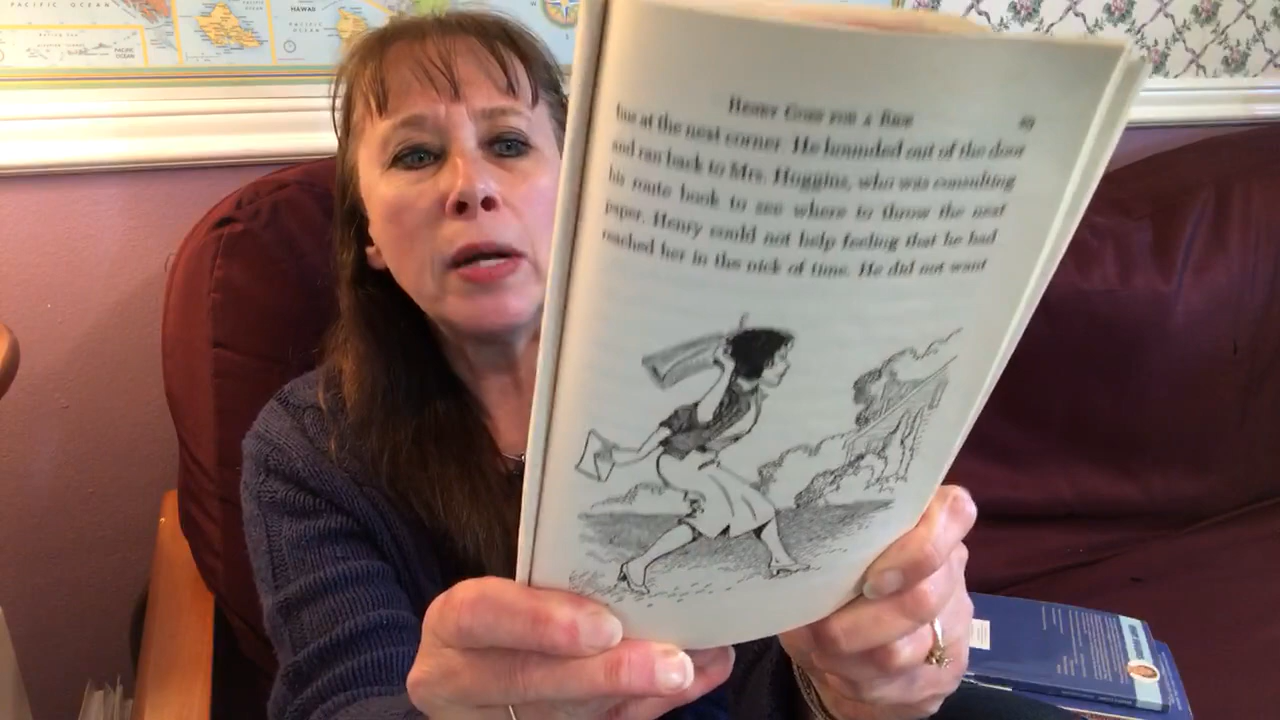 PACIFIC OCEAN
HAWAII
PACIFIC OCEAN
PACIFIC OCEAN
HENRY GOES FOR A RIDE
bus at the next corner. He bounded out of the door
and ran back to Mrs. Huggins, who was consulting
his route book to see where to throw the next
paper. Henry could not help feeling that he had
reached her in the nick of time. He did not want